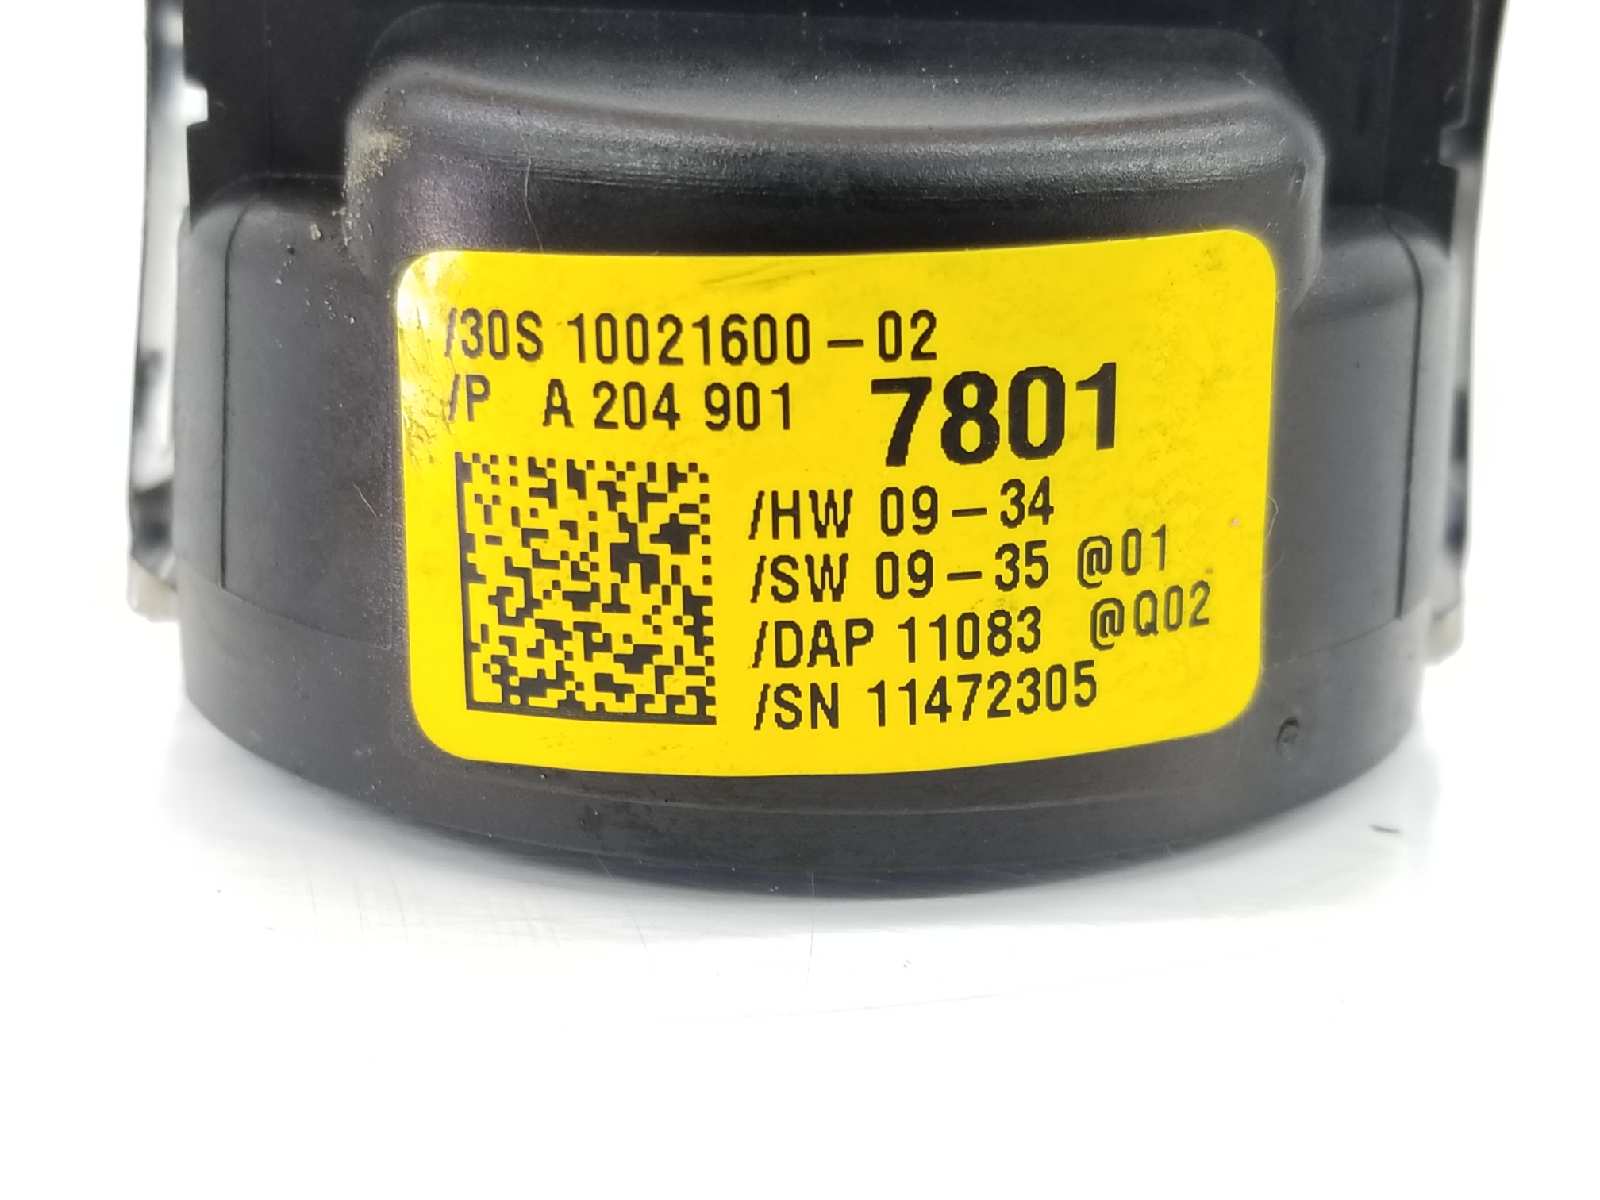 /30S 10021600-02
/P A 204 901 7801
/HW 09-34
/SW 09-35 @01
/DAP 11083 @Q02
/SN 11472305